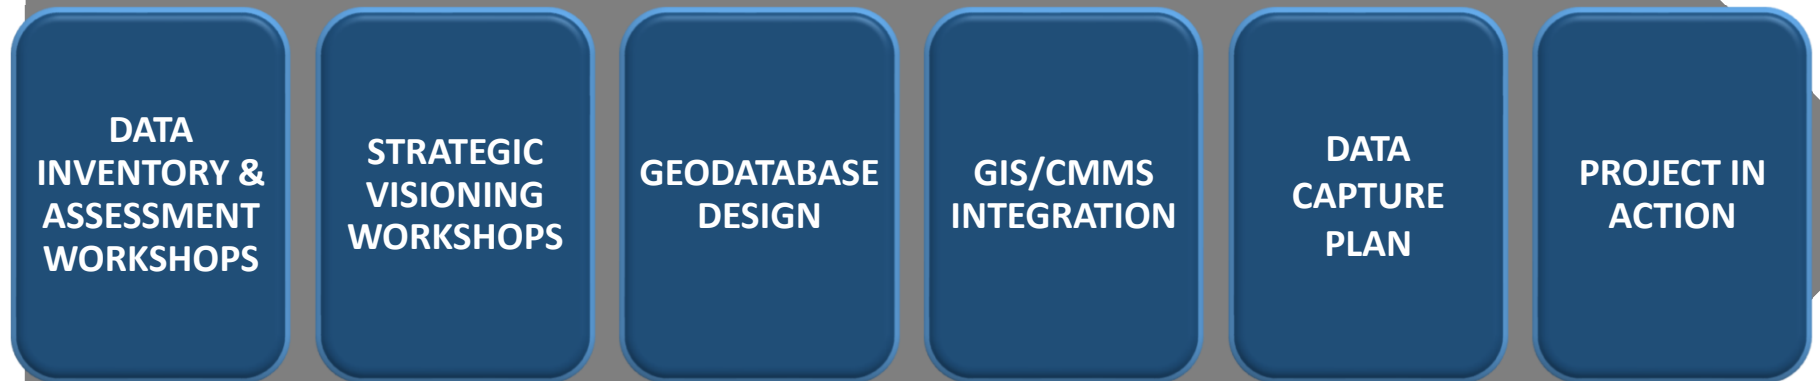 DATA
INVENTORY &
ASSESSMENT
WORKSHOPS
STRATEGIC
VISIONING
WORKSHOPS
GEODATABASE
DESIGN
GIS/CMMS
INTEGRATION
DATA
CAPTURE
PLAN
PROJECT IN
ACTION